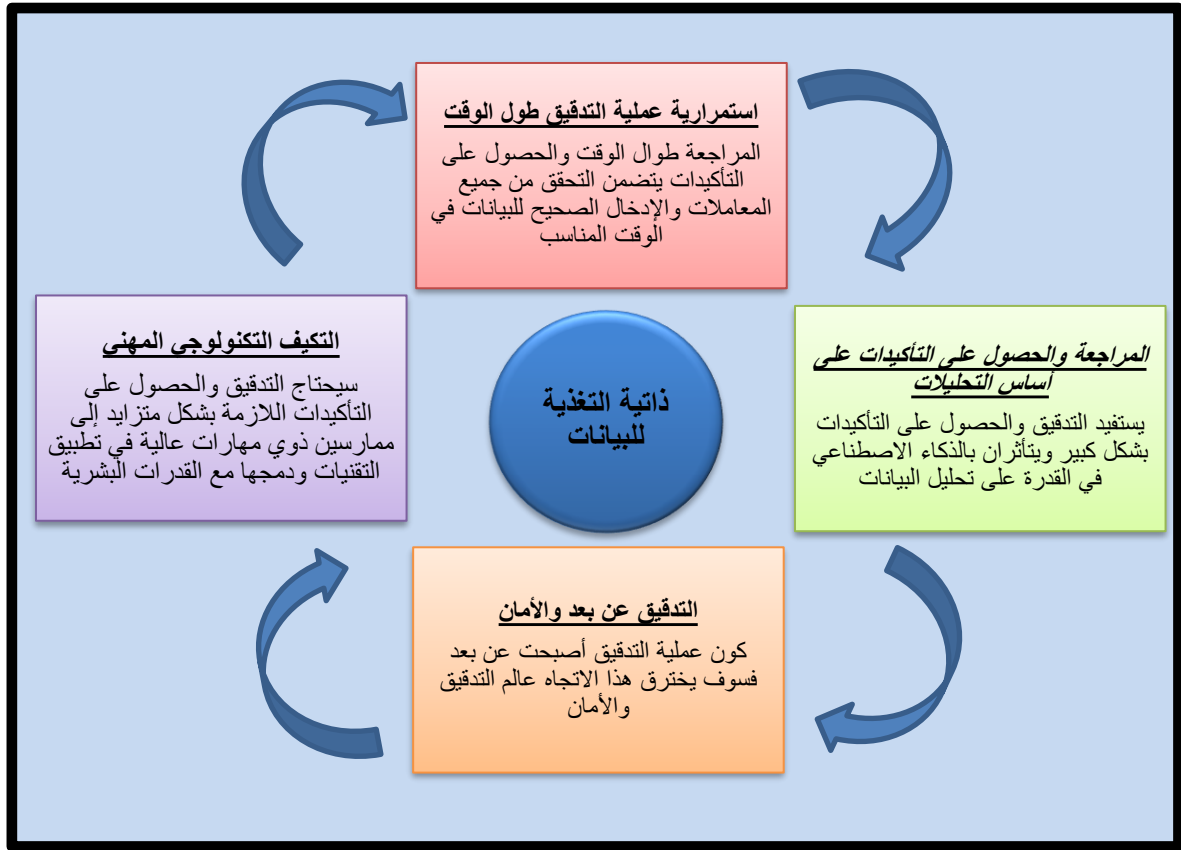 استمرارية عملية التدقيق طول الوقت
المراجعة طوال الوقت والحصول على
التأكيدات يتضمن التحقق من جميع
المعاملات والإدخال الصحيح للبيانات في
الوقت المناسب
المراجعة والحصول على التأكيدات على
أساس التحليلات
يستفيد التدقيق والحصول على التأكيدات
بشكل كبير ويتأثران بالذكاء الاصطناعي
في القدرة على تحليل البيانات
ذاتية التغذية
للبيانات
التكيف التكنولوجي المهني
سيحتاج التدقيق والحصول على
التأكيدات اللازمة بشكل متزايد إلى
ممارسين ذوي مهارات عالية في تطبيق
التقنيات ودمجها مع القدرات البشرية
التدقيق عن بعد والأمان
كون عملية التدقيق أصبحت عن بعد
فسوف يخترق هذا الاتجاه عالم التدقيق
والأمان